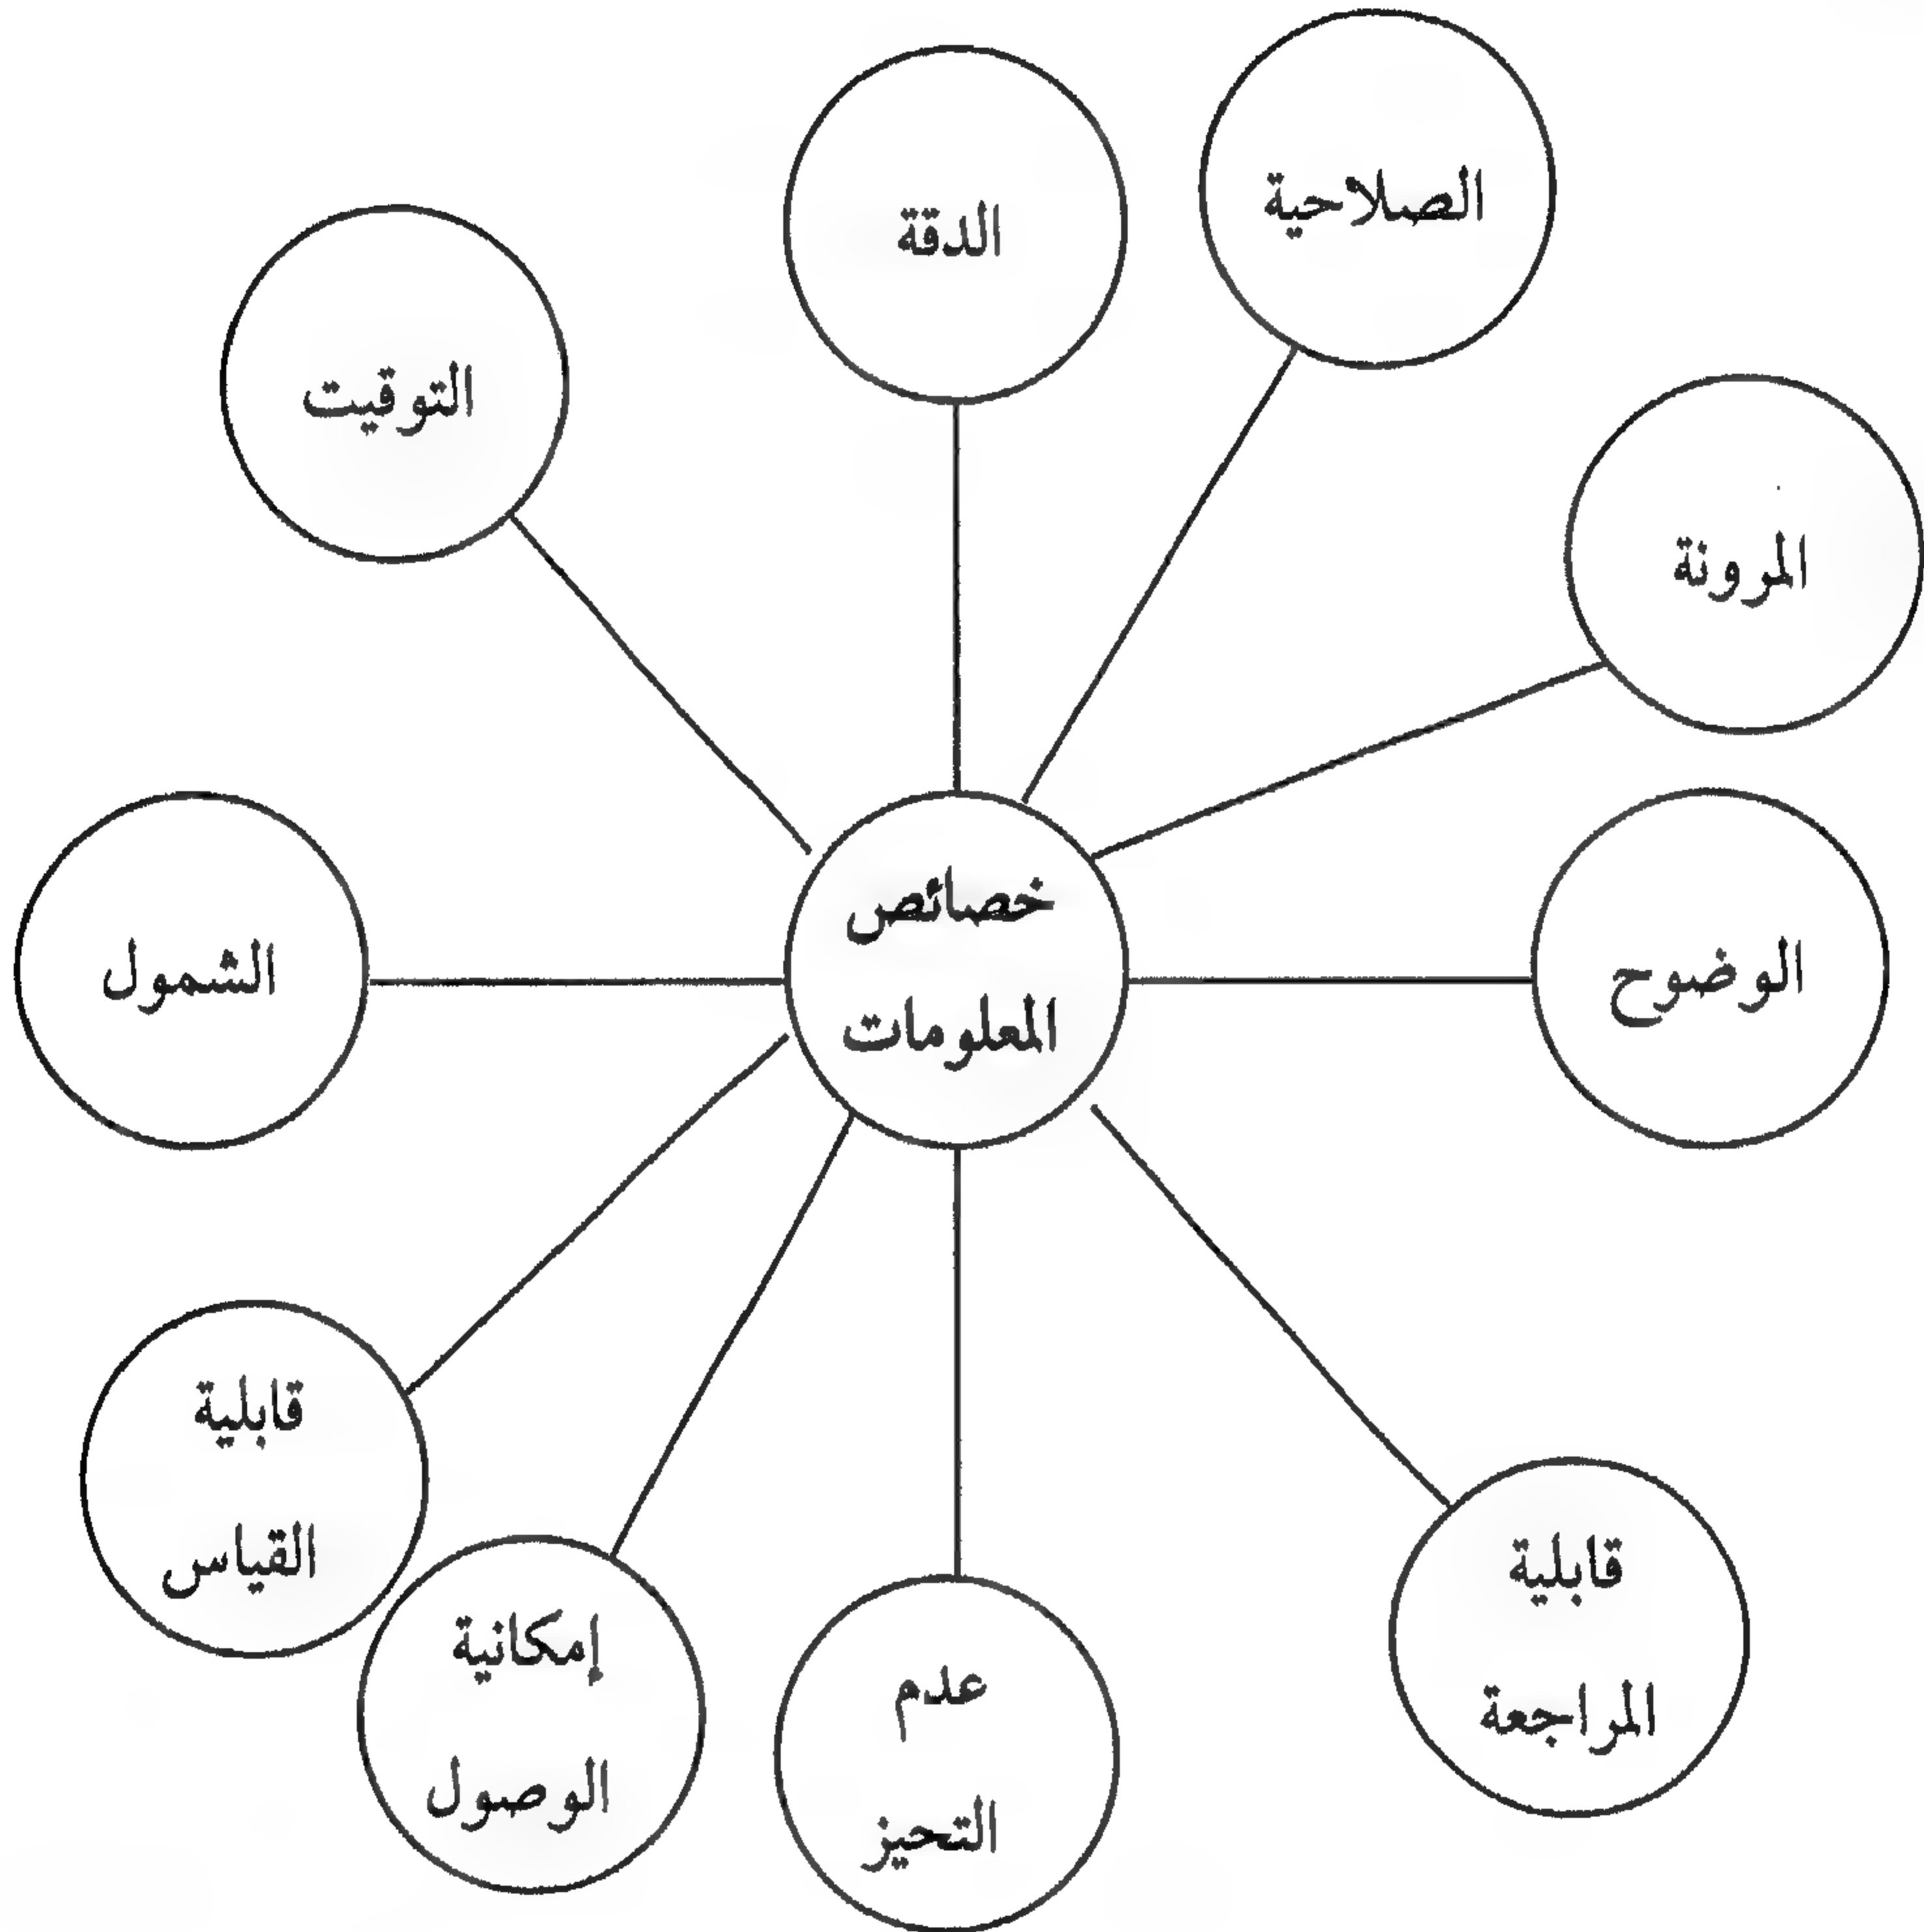 الصلاحية
الدقة
التوقيت
المرونة
خصائص
المعلومات
الوضوح
الشمول
قابلية
القياس
إمكانية
الوصول
عدم
التحيز
قابلية
المراجعة